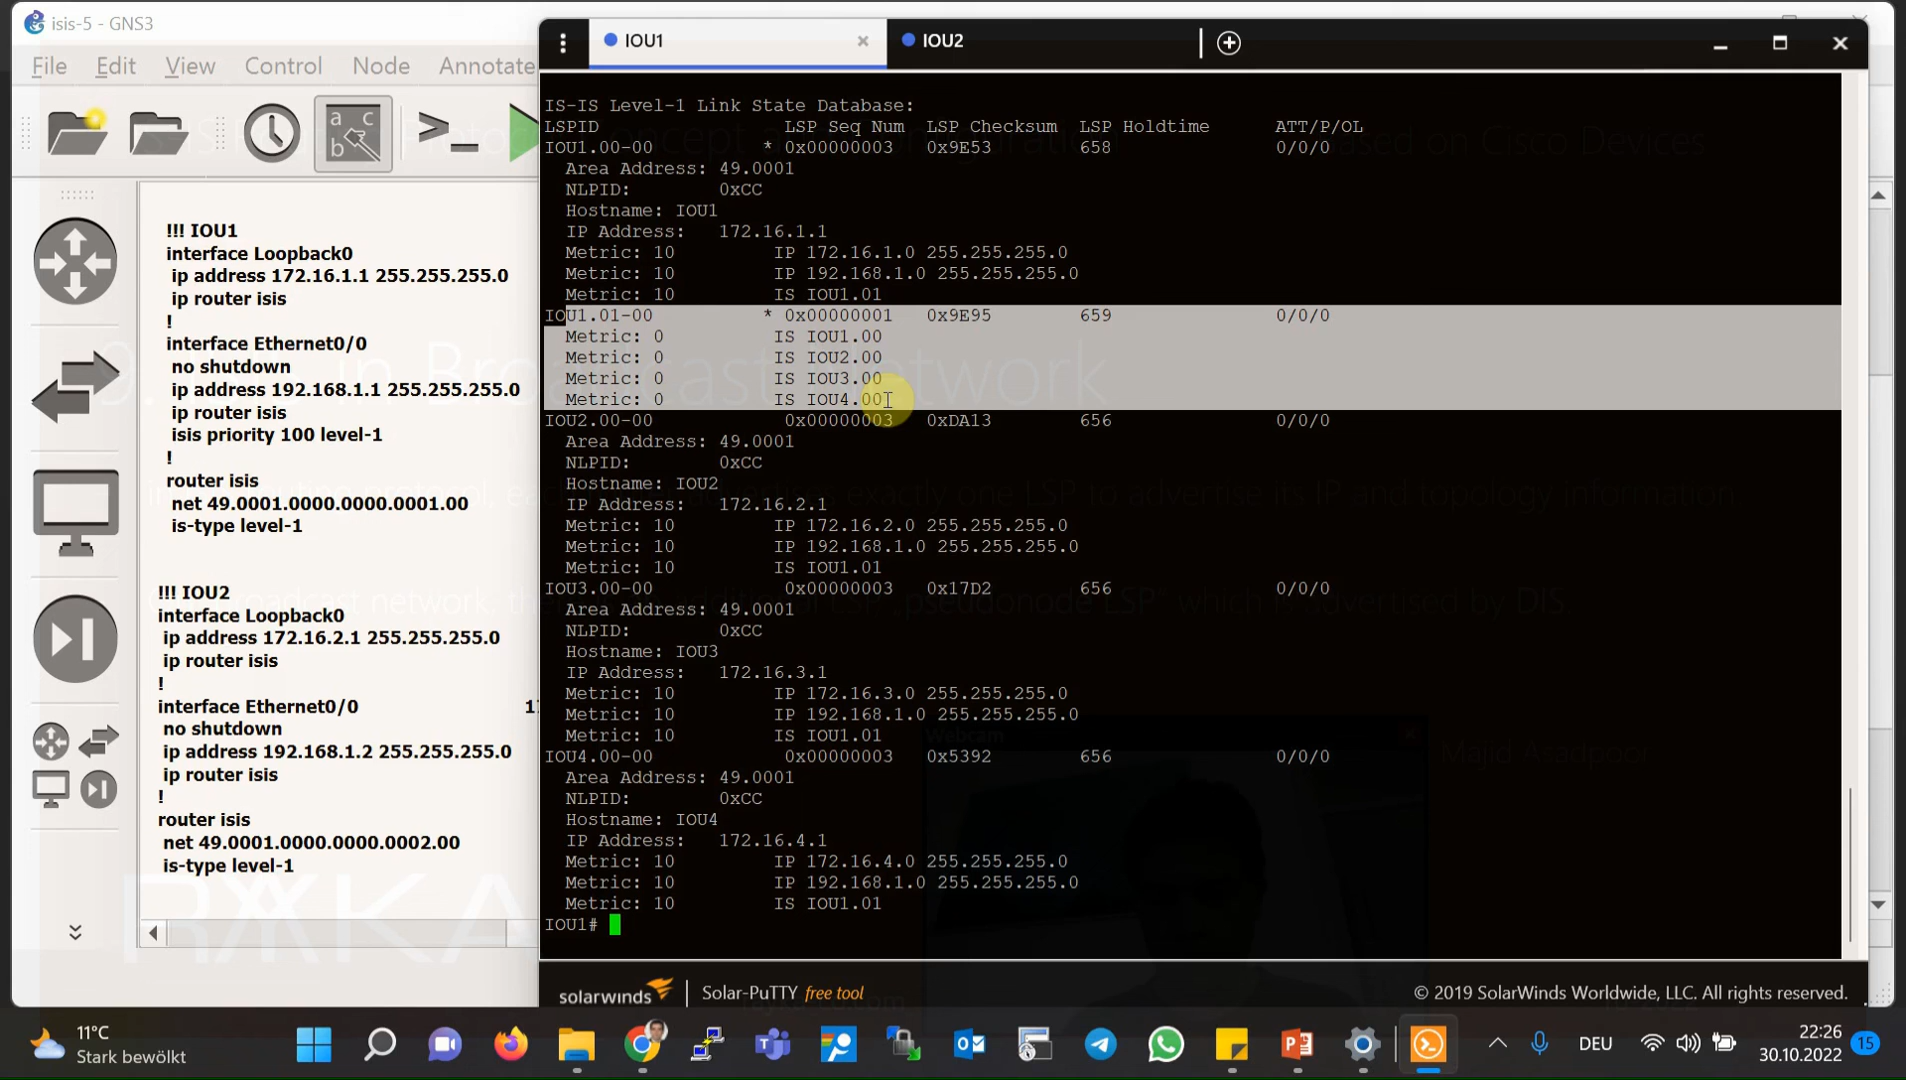 isis-5 - GNS3
File Edit View Control Node Annotate
!!! IOU1
interface Loopback0
ip address 172.16.1.1 255.255.255.0
ip router isis
!
interface Ethernet0/0
no shutdown
ip address 192.168.1.1 255.255.255.0
ip router isis
isis priority 100 level-1
!
router isis
net 49.0001.0000.0000.0001.00
is-type level-1
!!! IOU2
interface Loopback0
ip address 172.16.2.1 255.255.255.0
ip router isis
!
interface Ethernet0/0
no shutdown
ip address 192.168.1.2 255.255.255.0
ip router isis
!
router isis
net 49.0001.0000.0000.0002.00
is-type level-1
IOU1
IOU2
IS-IS Level-1 Link State Database:
LSPID LSP Seq Num LSP Checksum LSP Holdtime ATT/P/OL
IOU1.00-00 * 0x00000003 0x9E53 658 0/0/0
Area Address: 49.0001
NLPID: 0xCC
Hostname: IOU1
IP Address: 172.16.1.1
Metric: 10 IP 172.16.1.0 255.255.255.0
Metric: 10 IP 192.168.1.0 255.255.255.0
Metric: 10 IS IOU1.01
IOU1.01-00 * 0x00000001 0x9E95 659 0/0/0
Metric: 0 IS IOU1.00
Metric: 0 IS IOU2.00
Metric: 0 IS IOU3.00
Metric: 0 IS IOU4.00
IOU2.00-00 0x00000003 0xDA13 656 0/0/0
Area Address: 49.0001
NLPID: 0xCC
Hostname: IOU2
IP Address: 172.16.2.1
Metric: 10 IP 172.16.2.0 255.255.255.0
Metric: 10 IP 192.168.1.0 255.255.255.0
Metric: 10 IS IOU1.01
IOU3.00-00 0x00000003 0x17D2 656 0/0/0
Area Address: 49.0001
NLPID: 0xCC
Hostname: IOU3
IP Address: 172.16.3.1
Metric: 10 IP 172.16.3.0 255.255.255.0
Metric: 10 IP 192.168.1.0 255.255.255.0
Metric: 10 IS IOU1.01
IOU4.00-00 0x00000003 0x5392 656 0/0/0
Area Address: 49.0001
NLPID: 0xCC
Hostname: IOU4
IP Address: 172.16.4.1
Metric: 10 IP 172.16.4.0 255.255.255.0
Metric: 10 IP 192.168.1.0 255.255.255.0
Metric: 10 IS IOU1.01
IOU1#
Webcam
Majid Asadpoor
solarwinds Solar-PuTTY free tool © 2019 SolarWinds Worldwide, LLC. All rights reserved.
11°C
Stark bewölkt
DEU
22:26
30.10.2022
15